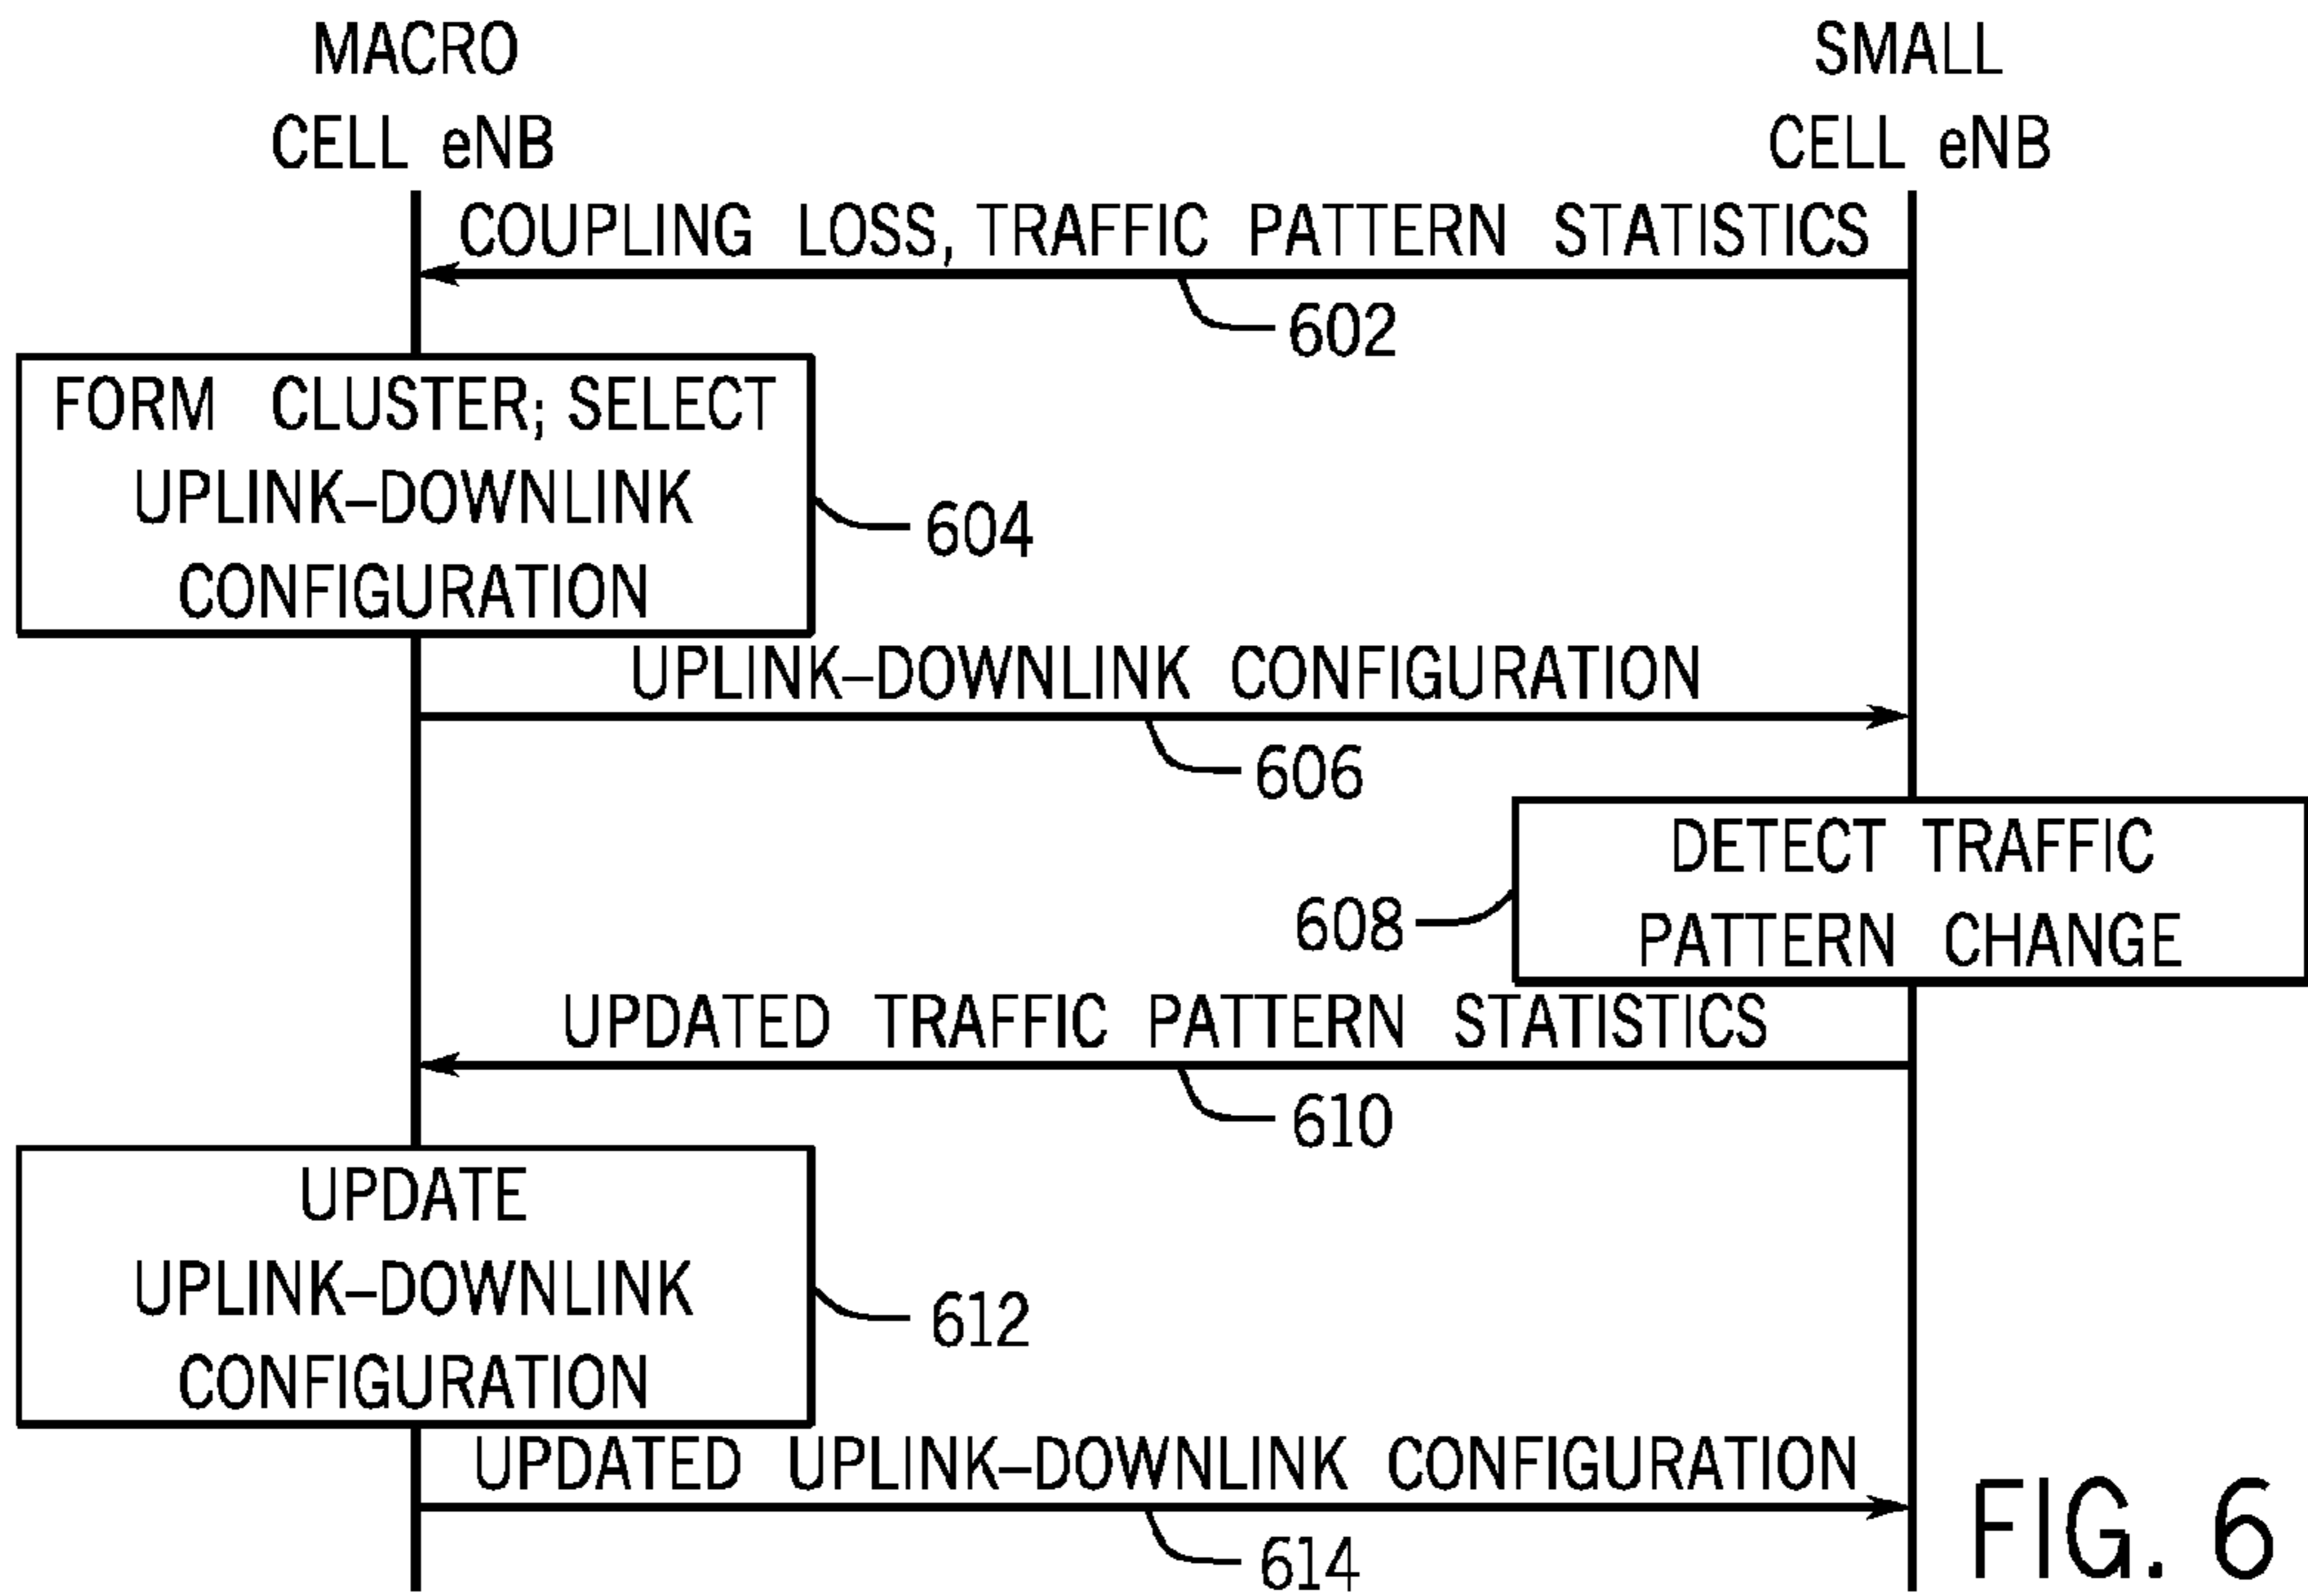 MACRO
CELL eNB
SMALL
CELL eNB
COUPLING LOSS, TRAFFIC PATTERN STATISTICS
602
FORM CLUSTER; SELECT
UPLINK–DOWNLINK
CONFIGURATION
604
UPLINK–DOWNLINK CONFIGURATION
606
DETECT TRAFFIC
PATTERN CHANGE
608
UPDATED TRAFFIC PATTERN STATISTICS
610
UPDATE
UPLINK–DOWNLINK
CONFIGURATION
612
UPDATED UPLINK–DOWNLINK CONFIGURATION
614
FIG. 6